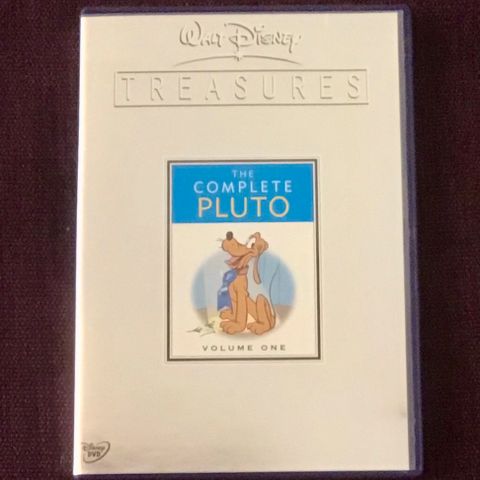 WALT DISNEY
TREASURES
THE
COMPLETE
PLUTO
VOLUME ONE
Disney
DVD